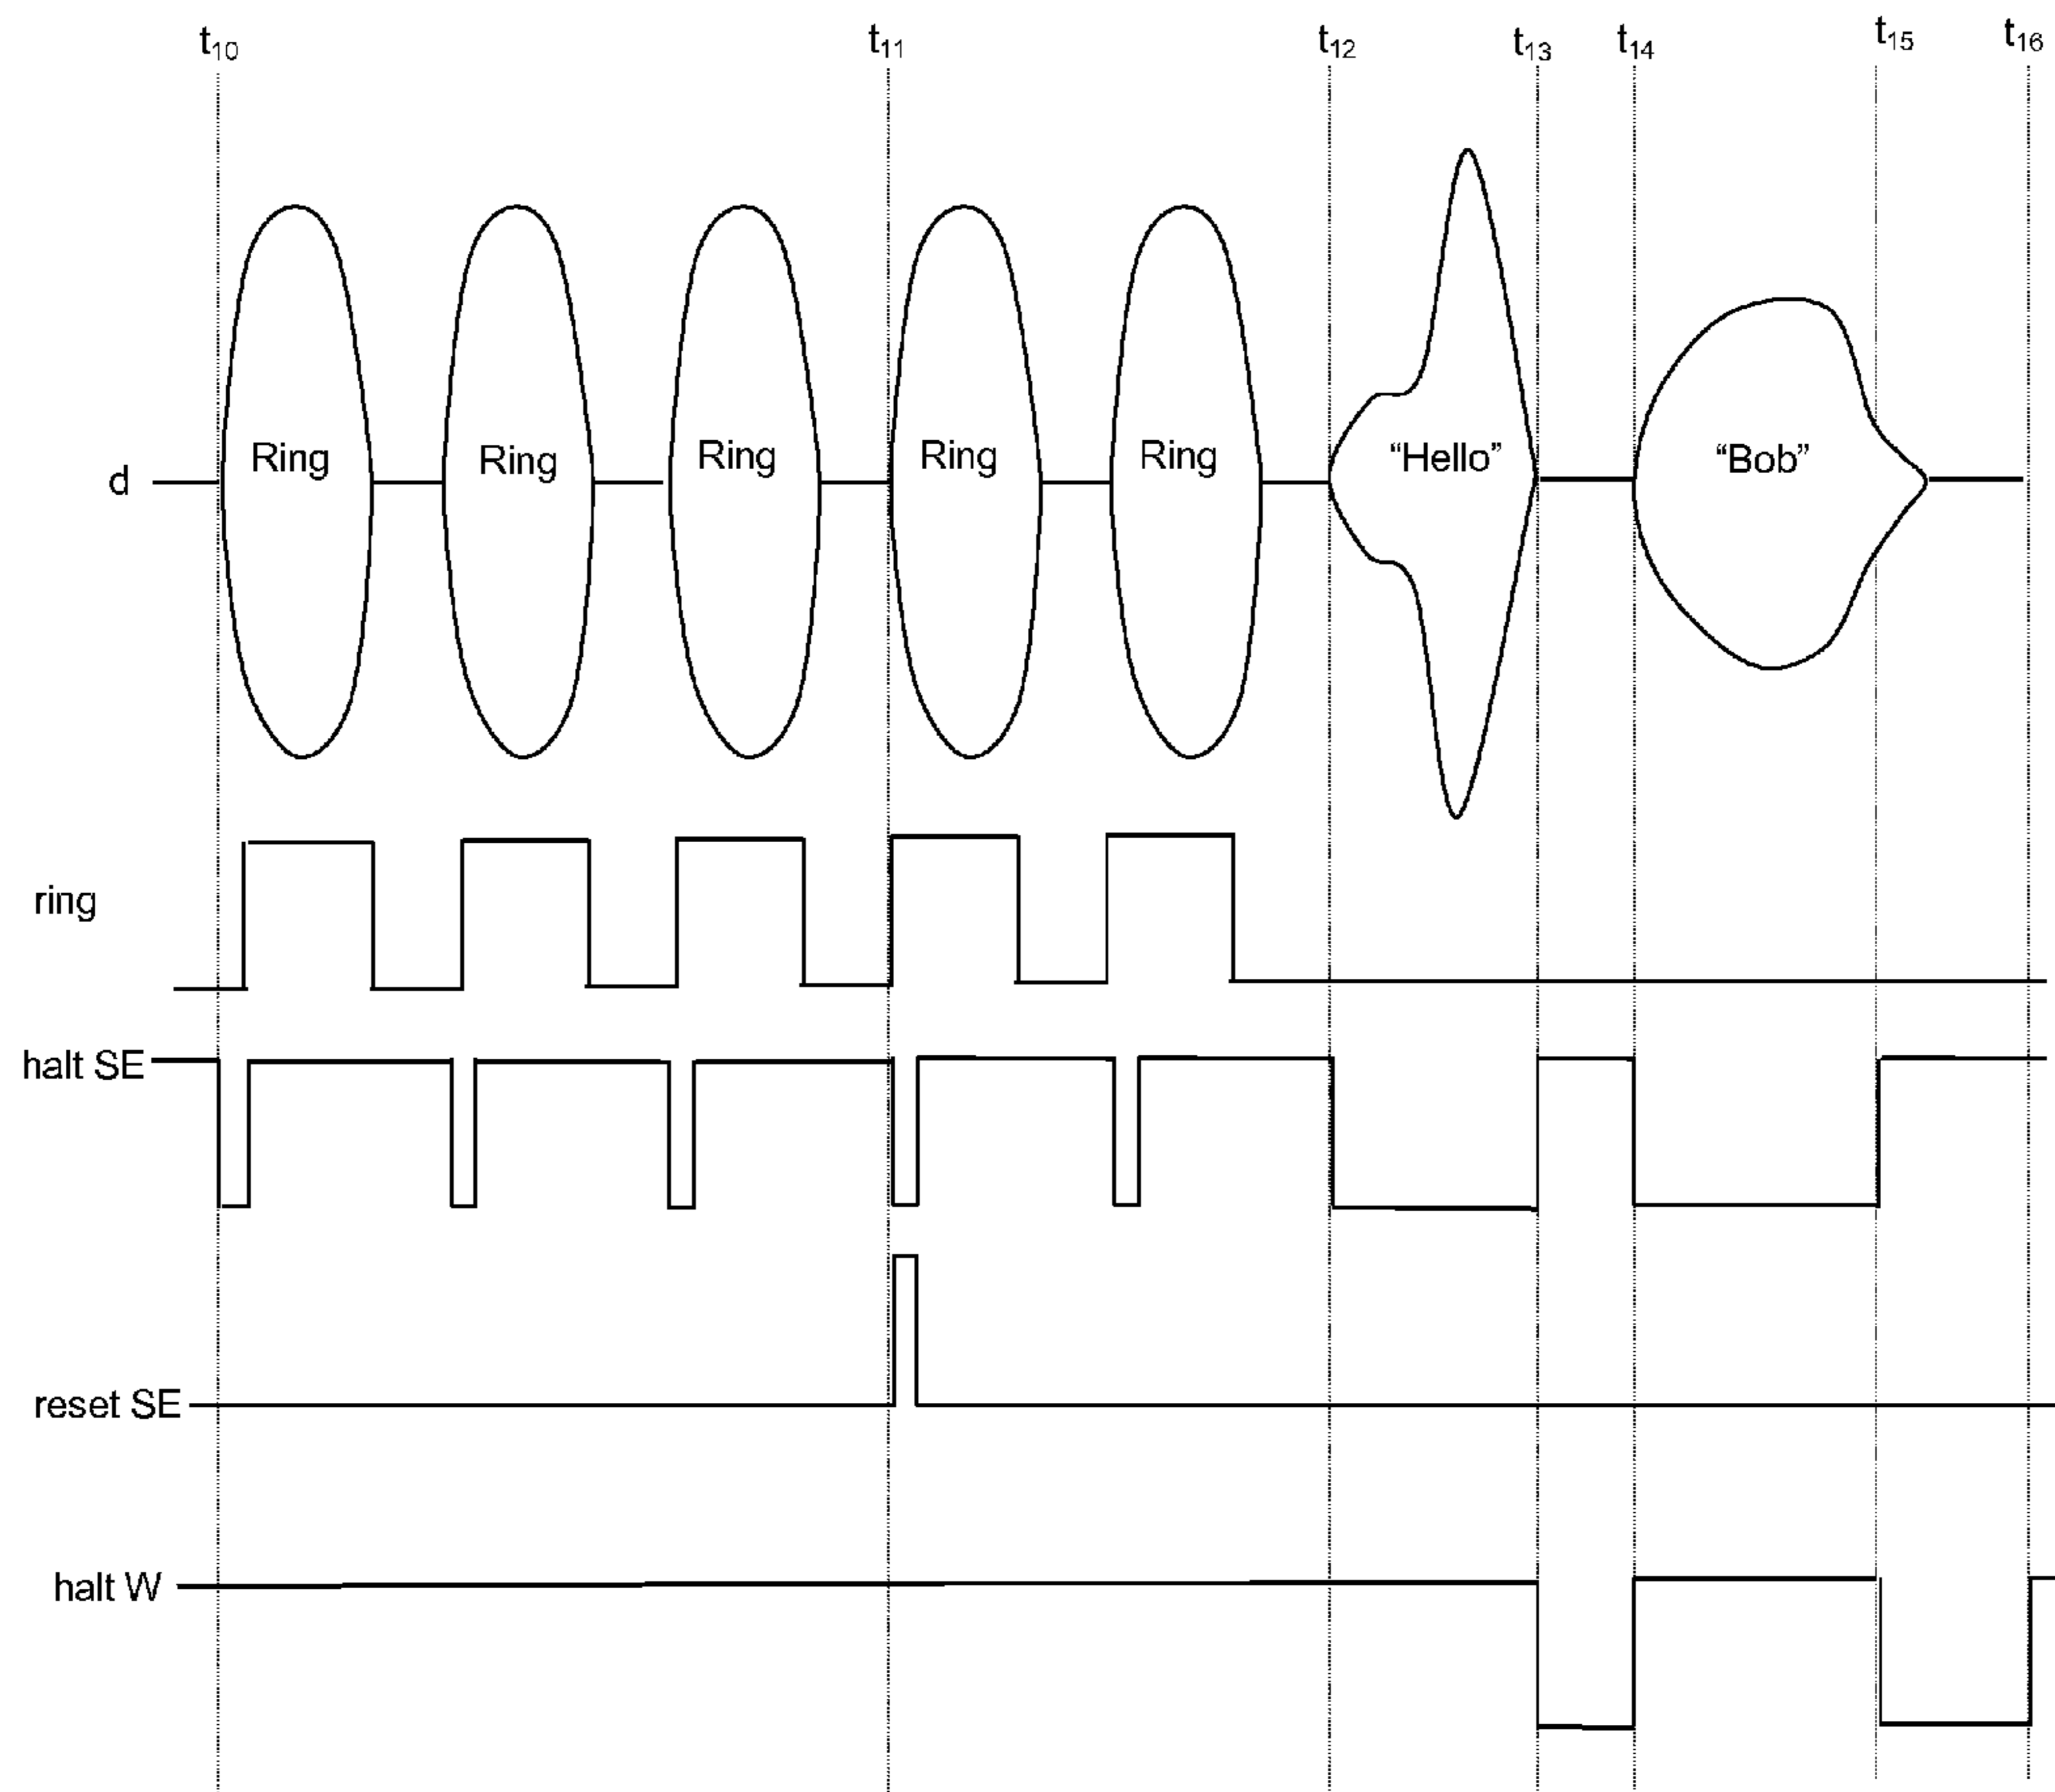 t10 t11 t12 t13 t14 t15 t16
d Ring Ring Ring Ring Ring “Hello” “Bob”
ring
halt SE
reset SE
halt W